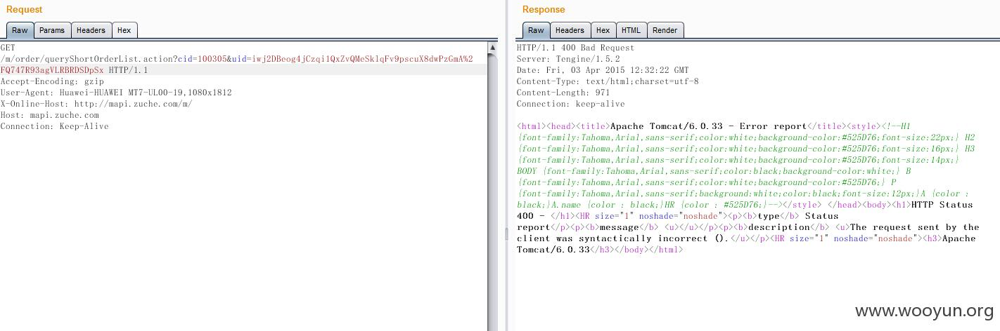 Request
Raw Params Headers Hex
GET
/m/order/queryShortOrderList.action?cid=100305&uid=iwj2DBeog4jCzqi1QxZvQMeSklqFv9pscuX8dwPzGmA%2
FQ747R93agVLRBRDSDpSx HTTP/1.1
Accept-Encoding: gzip
User-Agent: Huawei-HUAWEI MT7-UL00-19,1080x1812
X-Online-Host: http://mapi.zuche.com/m/
Host: mapi.zuche.com
Connection: Keep-Alive
Response
Raw Headers Hex HTML Render
HTTP/1.1 400 Bad Request
Server: Tengine/1.5.2
Date: Fri, 03 Apr 2015 12:32:22 GMT
Content-Type: text/html;charset=utf-8
Content-Length: 971
Connection: keep-alive
<html><head><title>Apache Tomcat/6.0.33 - Error report</title><style><!--H1
{font-family:Tahoma,Arial,sans-serif;color:white;background-color:#525D76;font-size:22px;} H2
{font-family:Tahoma,Arial,sans-serif;color:white;background-color:#525D76;font-size:16px;} H3
{font-family:Tahoma,Arial,sans-serif;color:white;background-color:#525D76;font-size:14px;}
BODY {font-family:Tahoma,Arial,sans-serif;color:black;background-color:white;} B
{font-family:Tahoma,Arial,sans-serif;color:white;background-color:#525D76;} P
{font-family:Tahoma,Arial,sans-serif;background:white;color:black;font-size:12px;}A {color :
black;}A.name {color : black;}HR {color : #525D76;}--></style> </head><body><h1>HTTP Status
400 - </h1><HR size="1" noshade="noshade"><p><b>type</b> Status
report</p><p><b>message</b> <u></u></p><p><b>description</b> <u>The request sent by the
client was syntactically incorrect ().</u></p><HR size="1" noshade="noshade"><h3>Apache
Tomcat/6.0.33</h3></body></html>
www.wooyun.org